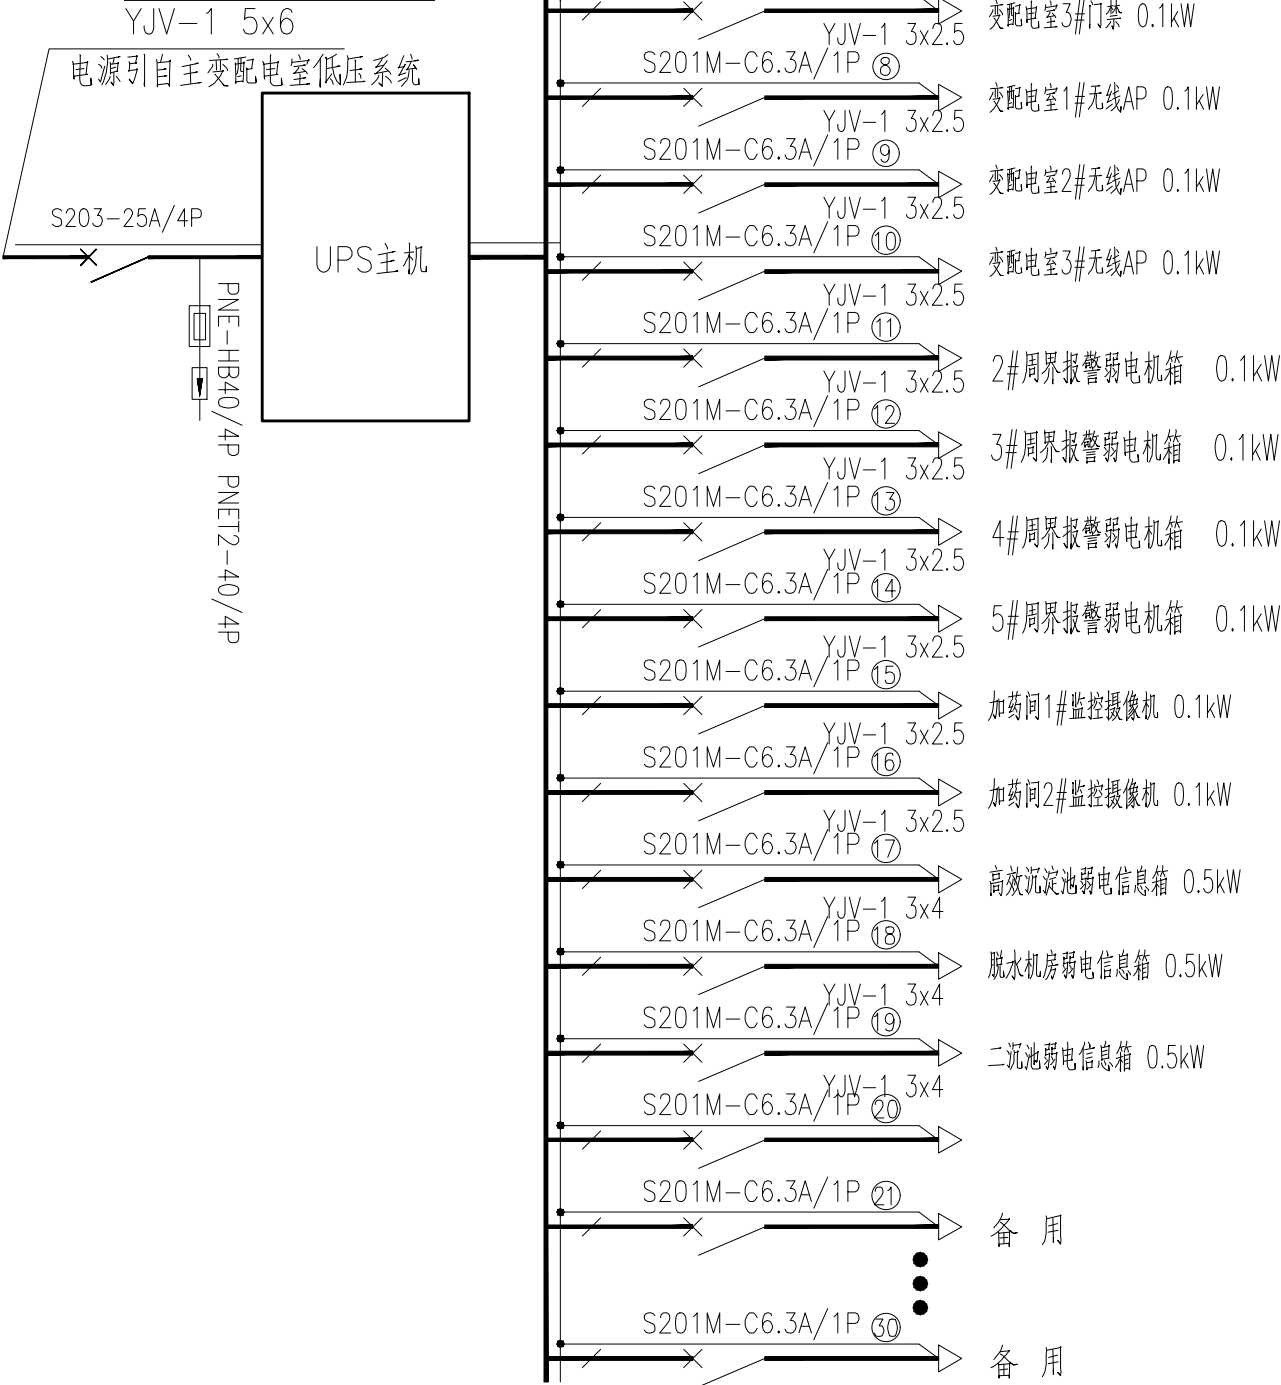 YJV-1 5x6
电源引自主变配电室低压系统
S203-25A/4P
UPS主机
PNE-HB40/4P PNET2-40/4P
变配电室3#门禁 0.1kW
YJV-1 3x2.5
S201M-C6.3A/1P ⑧
变配电室1#无线AP 0.1kW
YJV-1 3x2.5
S201M-C6.3A/1P ⑨
变配电室2#无线AP 0.1kW
YJV-1 3x2.5
S201M-C6.3A/1P ⑩
变配电室3#无线AP 0.1kW
YJV-1 3x2.5
S201M-C6.3A/1P ⑪
2#周界报警弱电机箱 0.1kW
YJV-1 3x2.5
S201M-C6.3A/1P ⑫
3#周界报警弱电机箱 0.1kW
YJV-1 3x2.5
S201M-C6.3A/1P ⑬
4#周界报警弱电机箱 0.1kW
YJV-1 3x2.5
S201M-C6.3A/1P ⑭
5#周界报警弱电机箱 0.1kW
YJV-1 3x2.5
S201M-C6.3A/1P ⑮
加药间1#监控摄像机 0.1kW
YJV-1 3x2.5
S201M-C6.3A/1P ⑯
加药间2#监控摄像机 0.1kW
YJV-1 3x2.5
S201M-C6.3A/1P ⑰
高效沉淀池弱电信息箱 0.5kW
YJV-1 3x4
S201M-C6.3A/1P ⑱
脱水机房弱电信息箱 0.5kW
YJV-1 3x4
S201M-C6.3A/1P ⑲
二沉池弱电信息箱 0.5kW
YJV-1 3x4
S201M-C6.3A/1P ⑳
S201M-C6.3A/1P ㉑
备 用
S201M-C6.3A/1P ㉚
备 用